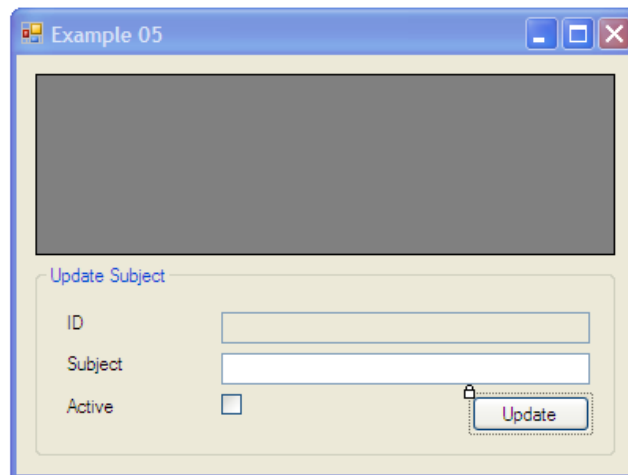 Example 05
Update Subject
ID
Subject
Active
Update